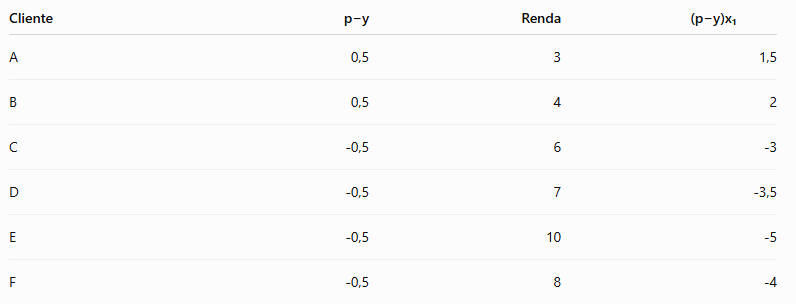 Cliente p−y Renda (p−y)x₁
A 0,5 3 1,5
B 0,5 4 2
C -0,5 6 -3
D -0,5 7 -3,5
E -0,5 10 -5
F -0,5 8 -4